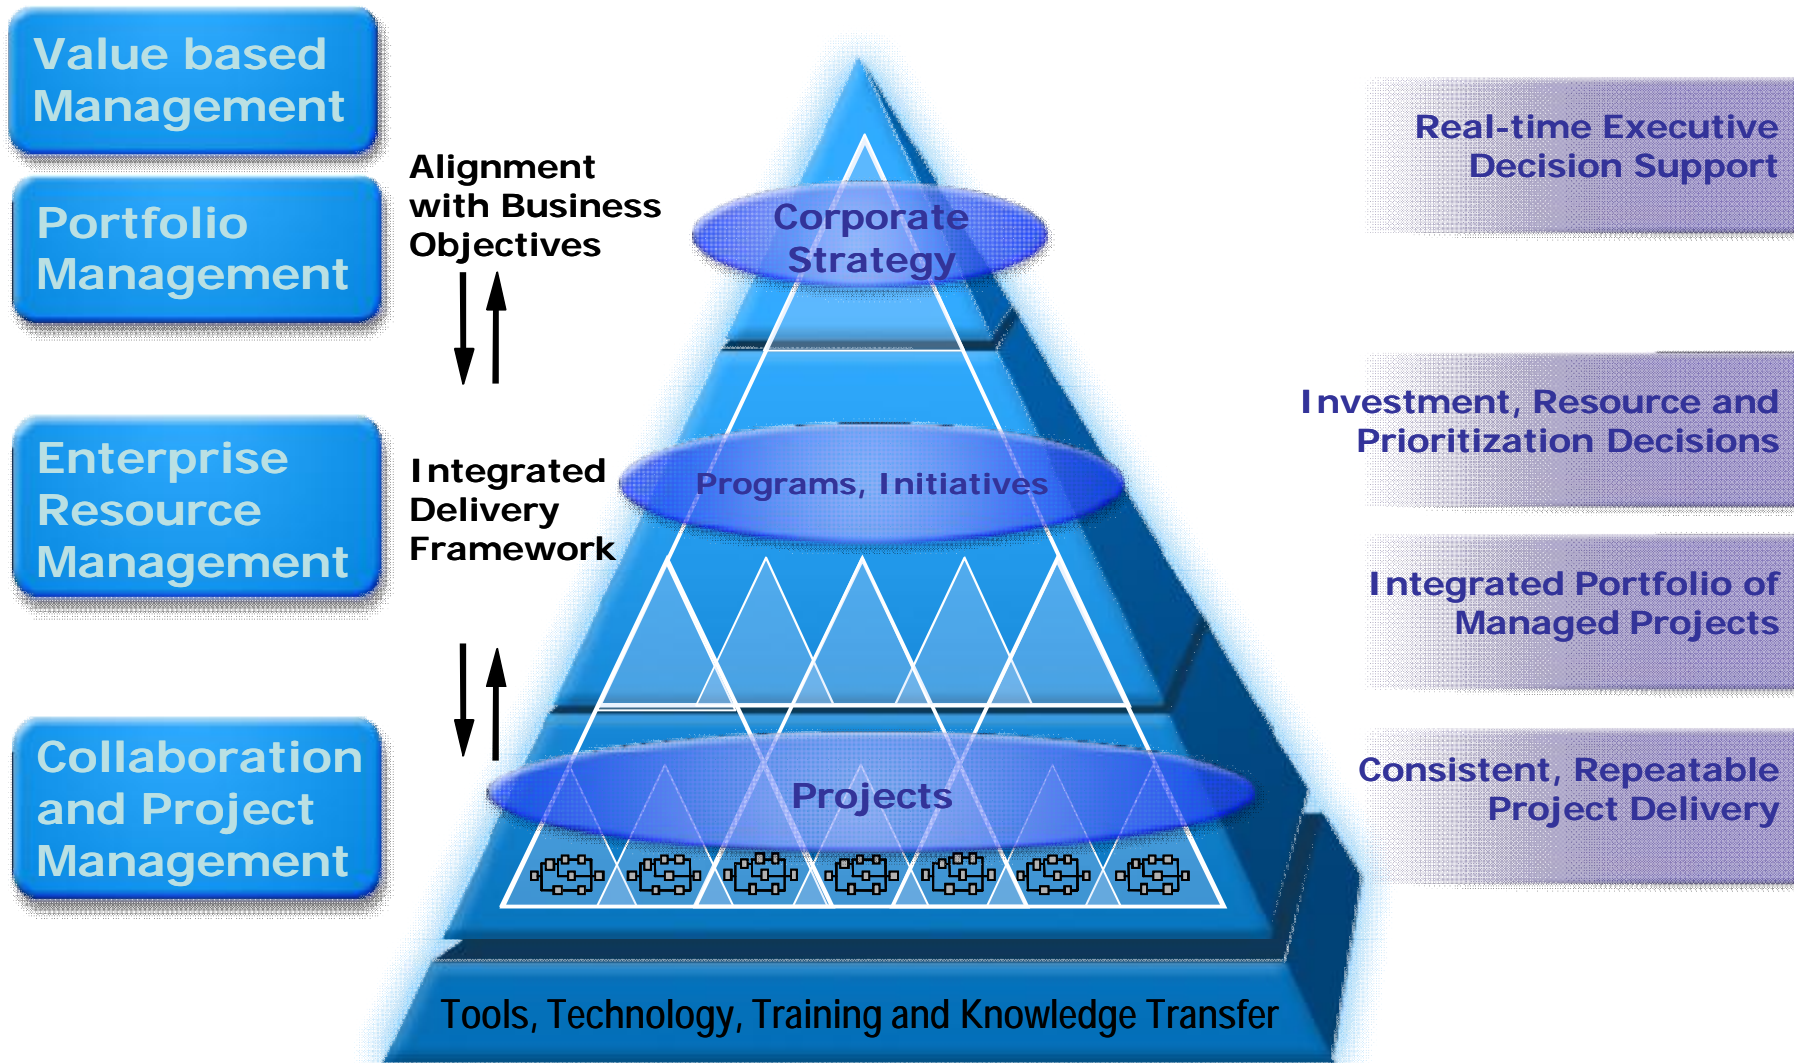 Value based
Management
Portfolio
Management
Enterprise
Resource
Management
Collaboration
and Project
Management
Alignment
with Business
Objectives
Integrated
Delivery
Framework
Corporate
Strategy
Programs, Initiatives
Projects
Tools, Technology, Training and Knowledge Transfer
Real-time Executive
Decision Support
Investment, Resource and
Prioritization Decisions
Integrated Portfolio of
Managed Projects
Consistent, Repeatable
Project Delivery